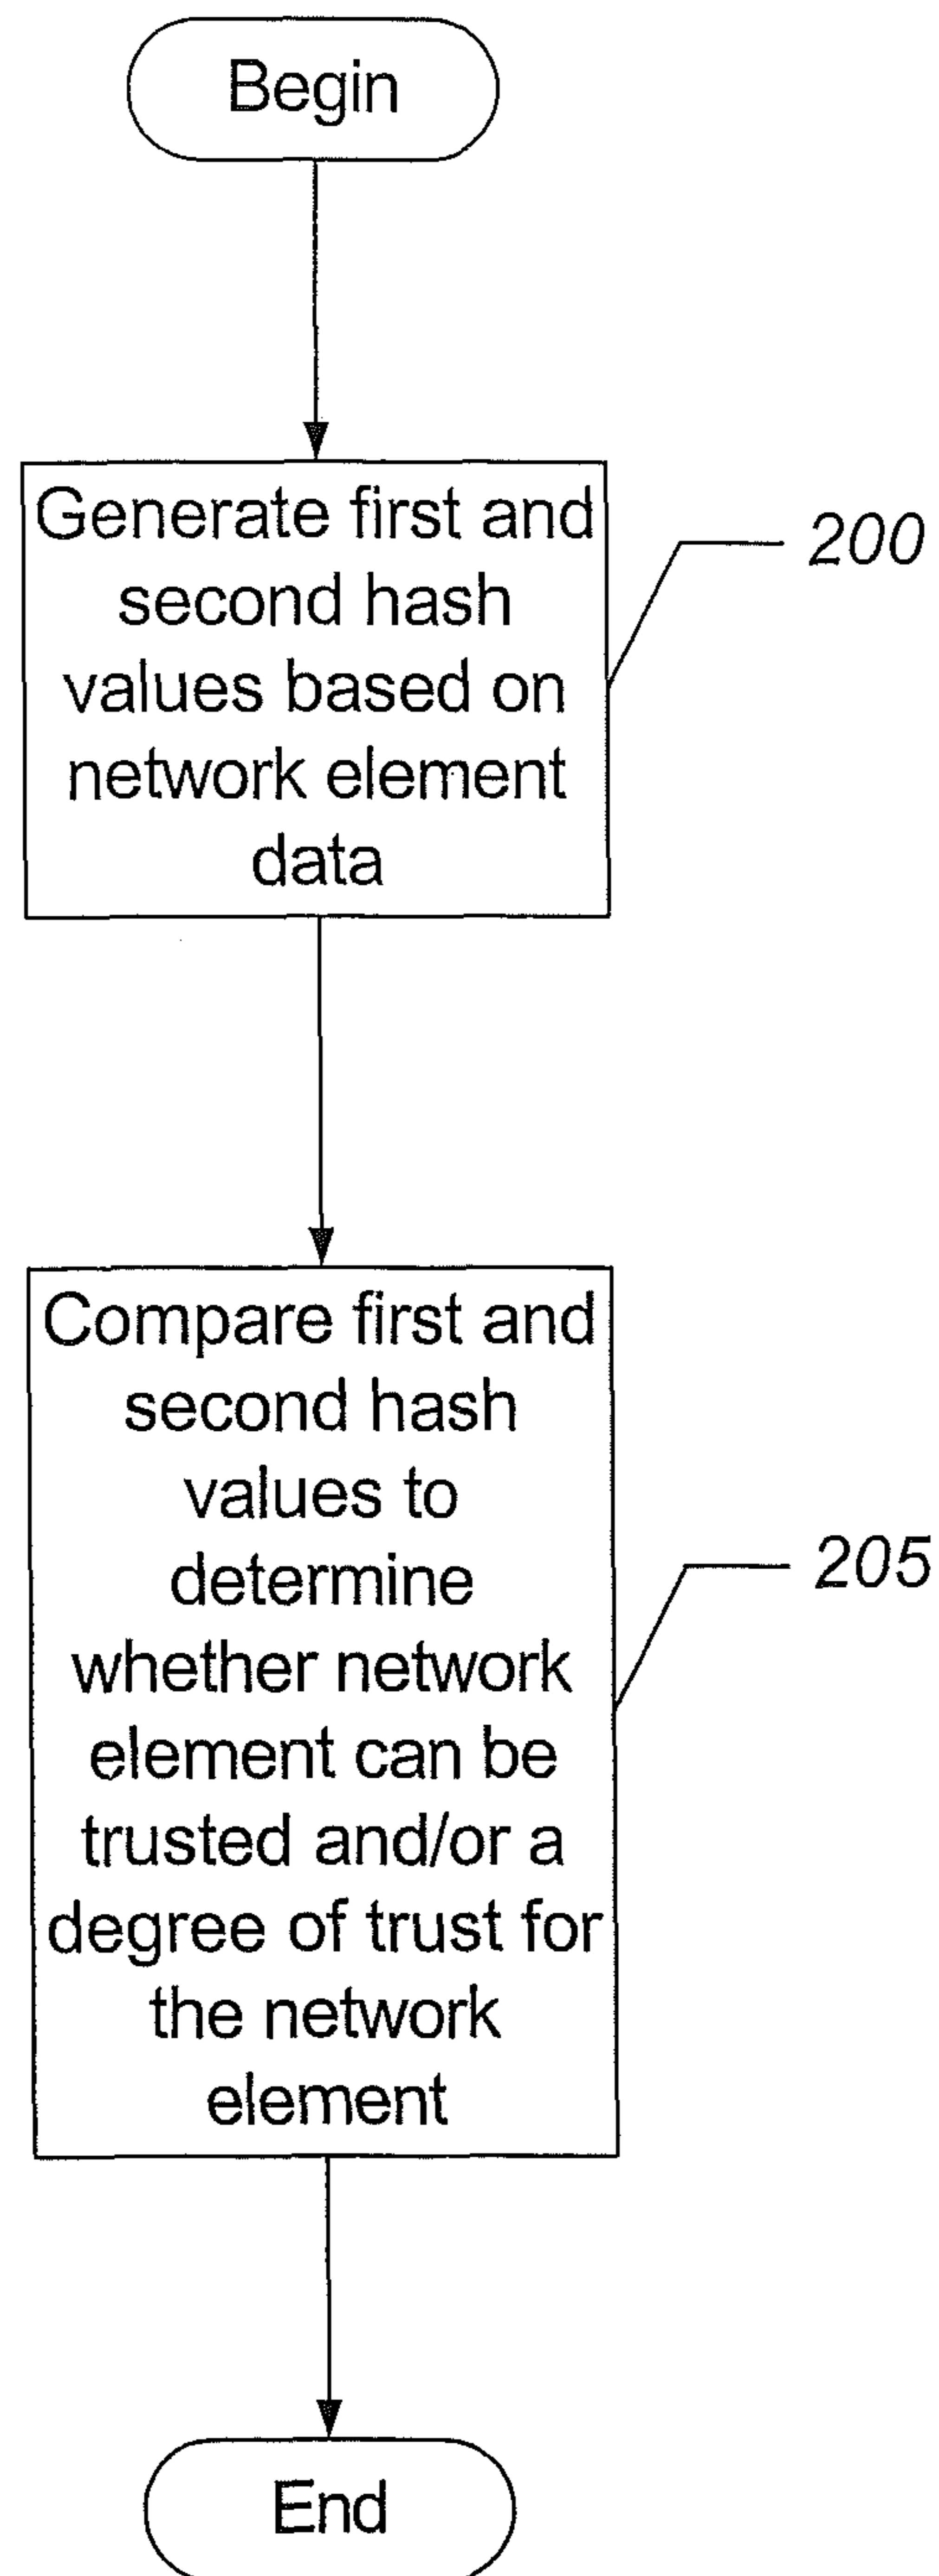 Begin
Generate first and
second hash
values based on
network element
data
200
Compare first and
second hash
values to
determine
whether network
element can be
trusted and/or a
degree of trust for
the network
element
205
End